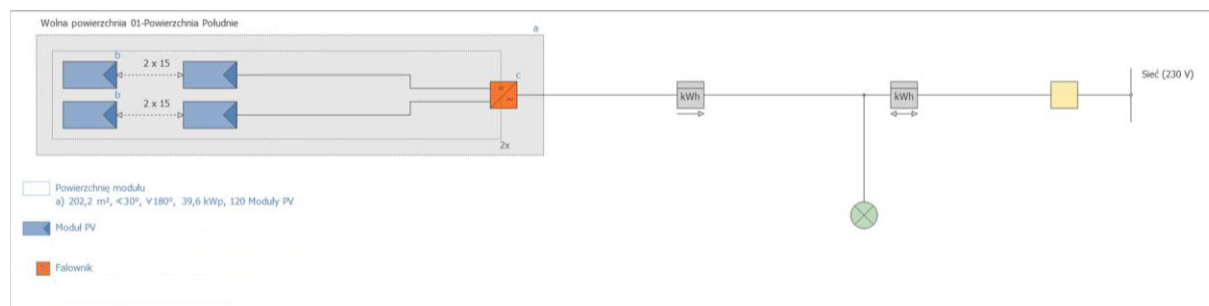 Wolna powierzchnia 01-Powierzchnia Południe
a
b
2 x 15
c
Sieć (230 V)
kWh
kWh
b
2 x 15
2x
Powierzchnię modułu
a) 202,2 m², ∢30°, ∀180°, 39,6 kWp, 120 Moduły PV
Moduł PV
Falownik